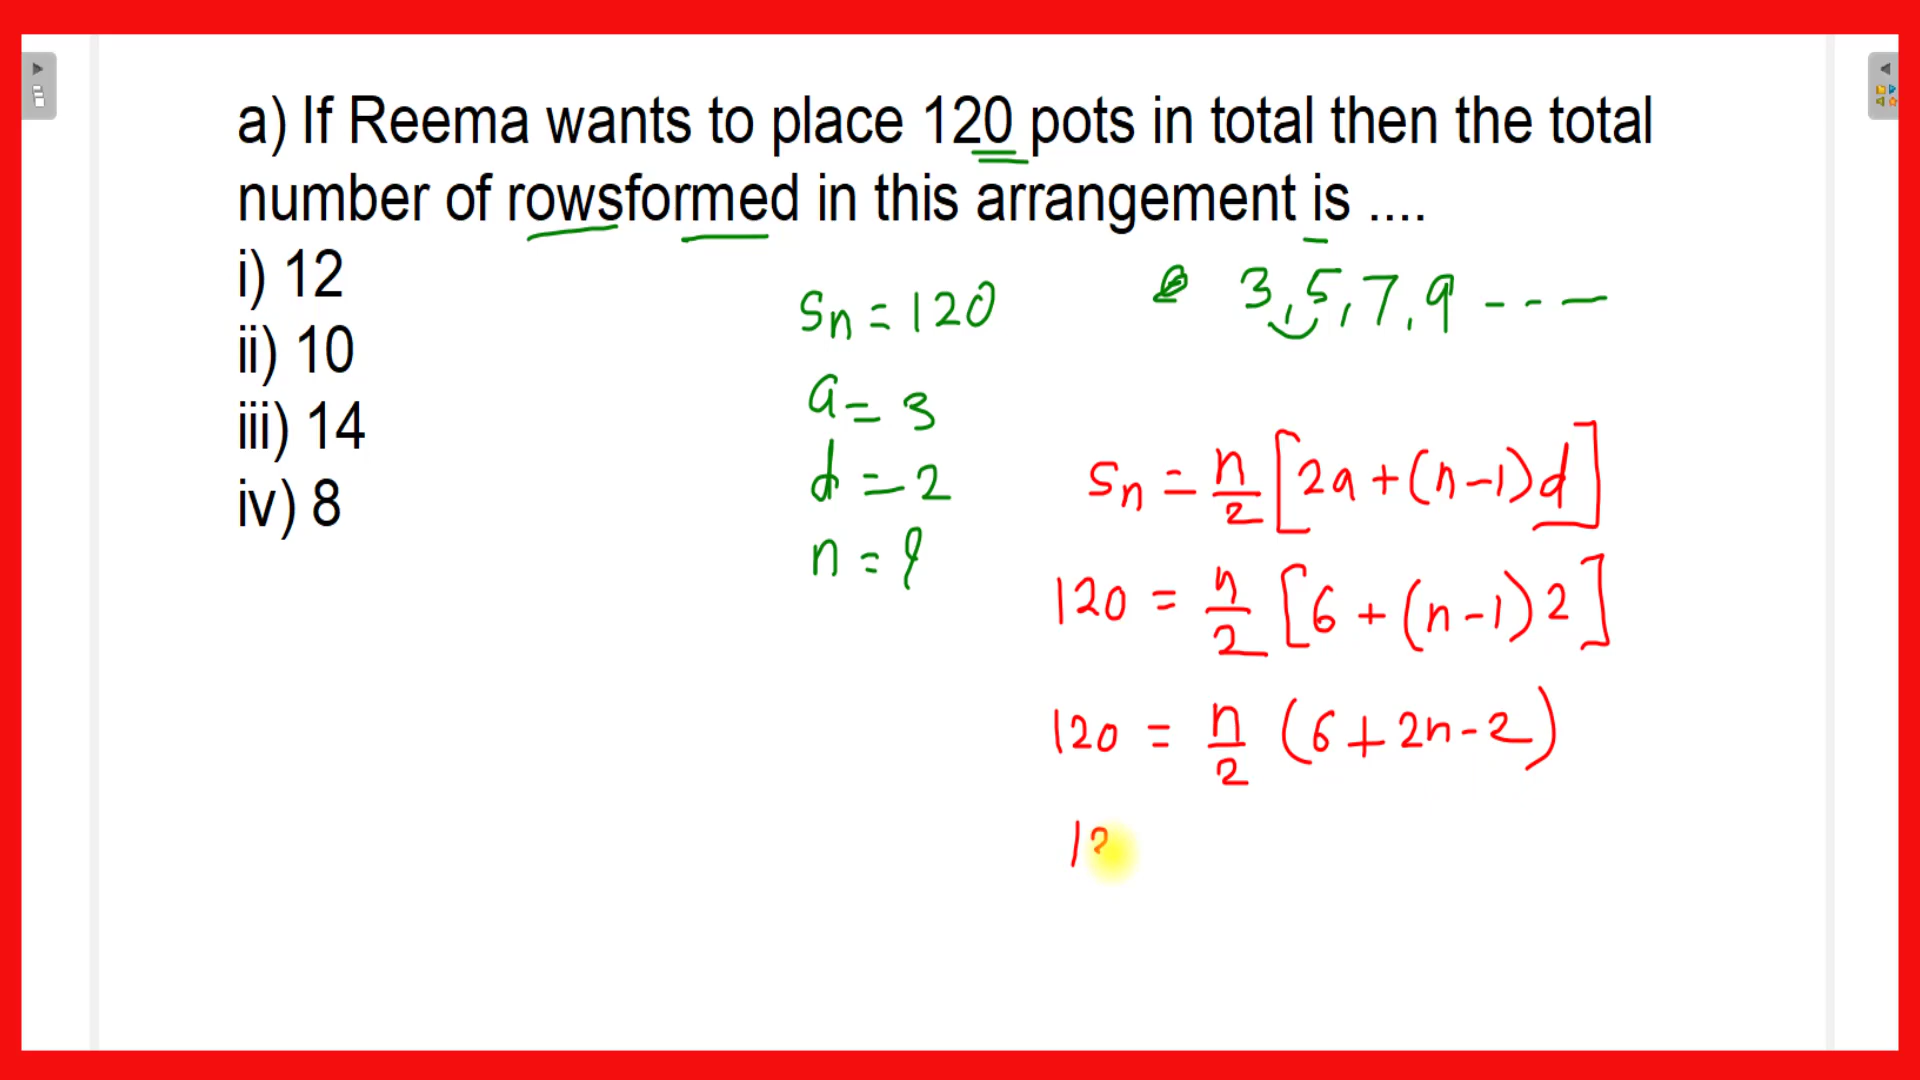 a) If Reema wants to place 120 pots in total then the total
number of rowsformed in this arrangement is ....
i) 12
ii) 10
iii) 14
iv) 8
Sn = 120
a = 3
d = 2
n = ?
3, 5, 7, 9 - - -
Sn = n/2 [2a + (n-1)d]
120 = n/2 [6 + (n-1)2]
120 = n/2 (6 + 2n - 2)